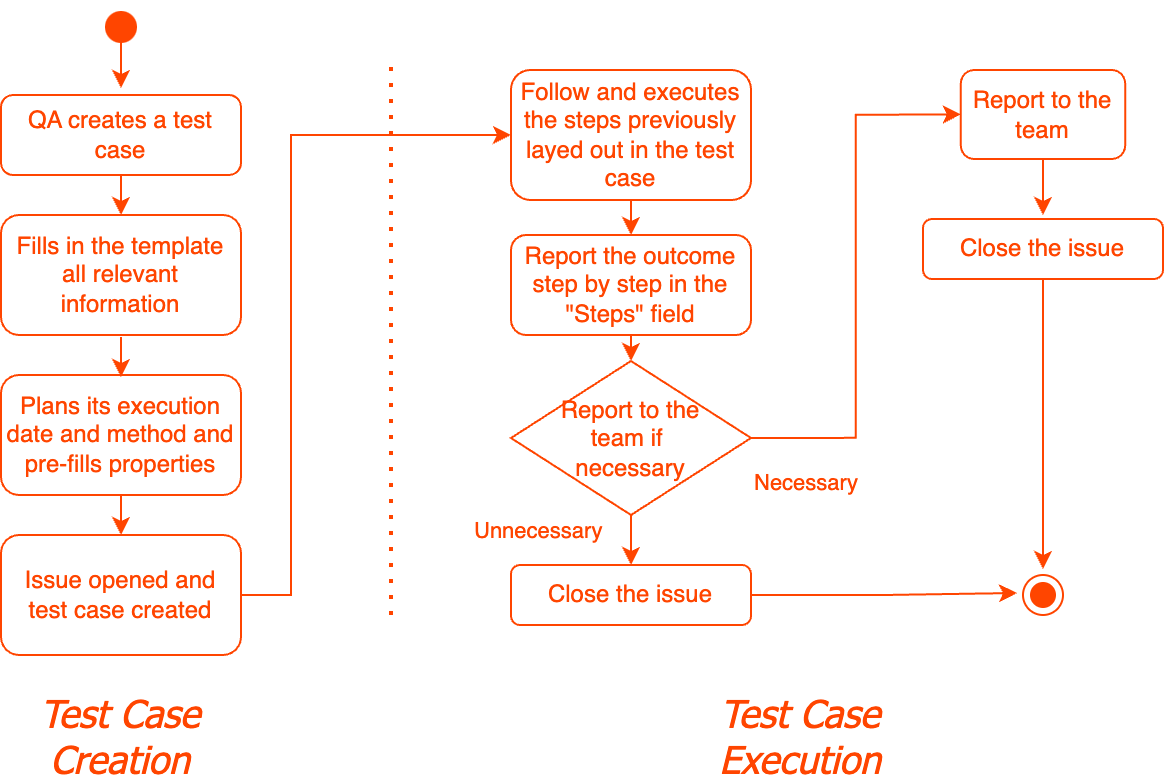 QA creates a test
case
Fills in the template
all relevant
information
Plans its execution
date and method and
pre-fills properties
Issue opened and
test case created
Follow and executes
the steps previously
layed out in the test
case
Report the outcome
step by step in the
"Steps" field
Report to the
team if
necessary
Necessary
Unnecessary
Close the issue
Report to the
team
Close the issue
Test Case
Creation
Test Case
Execution